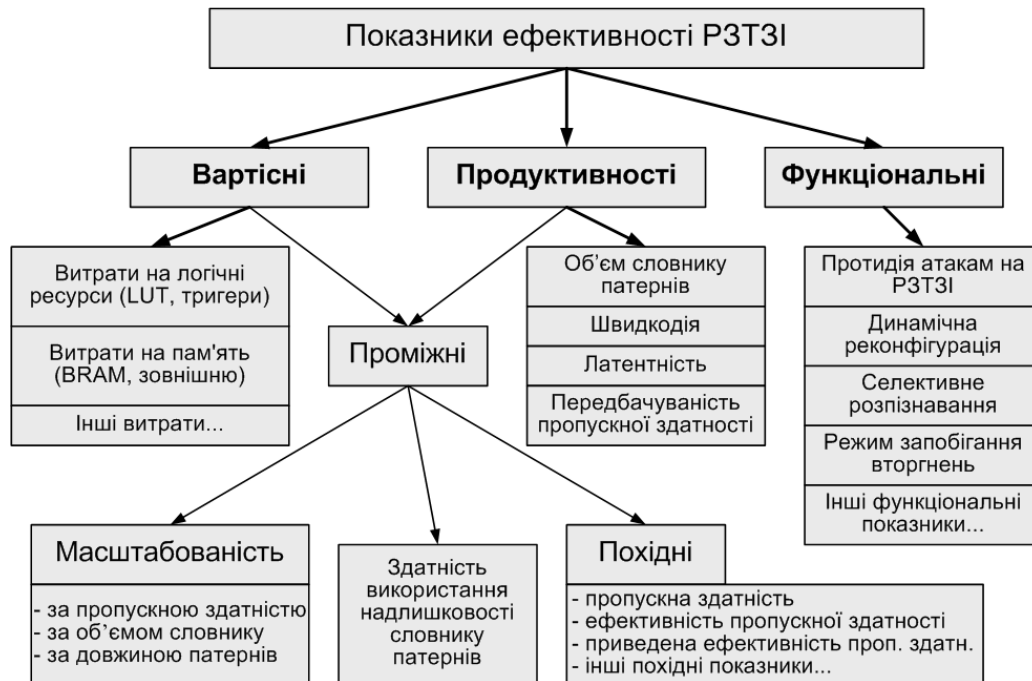 Показники ефективності РЗТЗІ
Вартісні
Продуктивності
Функціональні
Витрати на логічні
ресурси (LUT, тригери)
Витрати на пам'ять
(BRAM, зовнішню)
Інші витрати...
Проміжні
Об’єм словнику
патернів
Швидкодія
Латентність
Передбачуваність
пропускної здатності
Протидія атакам на
РЗТЗІ
Динамічна
реконфігурація
Селективне
розпізнавання
Режим запобігання
вторгнень
Інші функціональні
показники...
Масштабованість
- за пропускною здатністю
- за об’ємом словнику
- за довжиною патернів
Здатність
використання
надлишковості
словнику
патернів
Похідні
- пропускна здатність
- ефективність пропускної здатності
- приведена ефективність проп. здатн.
- інші похідні показники...